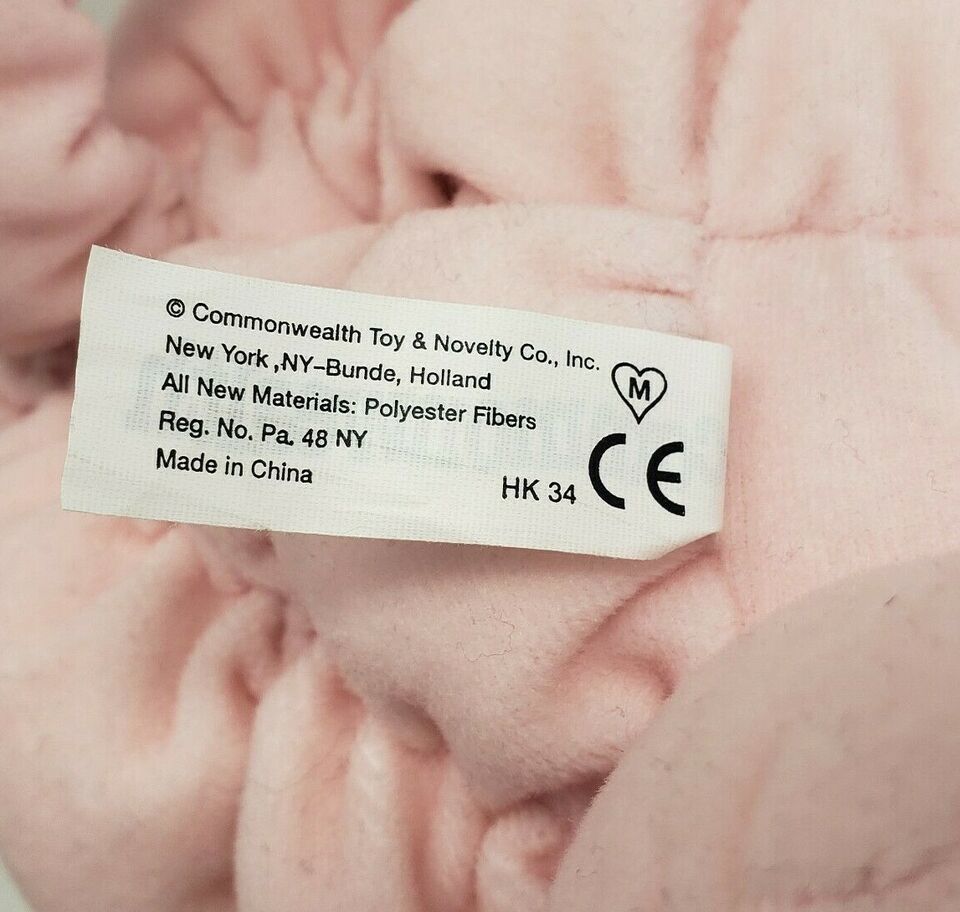 © Commonwealth Toy & Novelty Co., Inc.
New York ,NY-Bunde, Holland
All New Materials: Polyester Fibers
Reg. No. Pa. 48 NY
Made in China
M
HK 34
CE